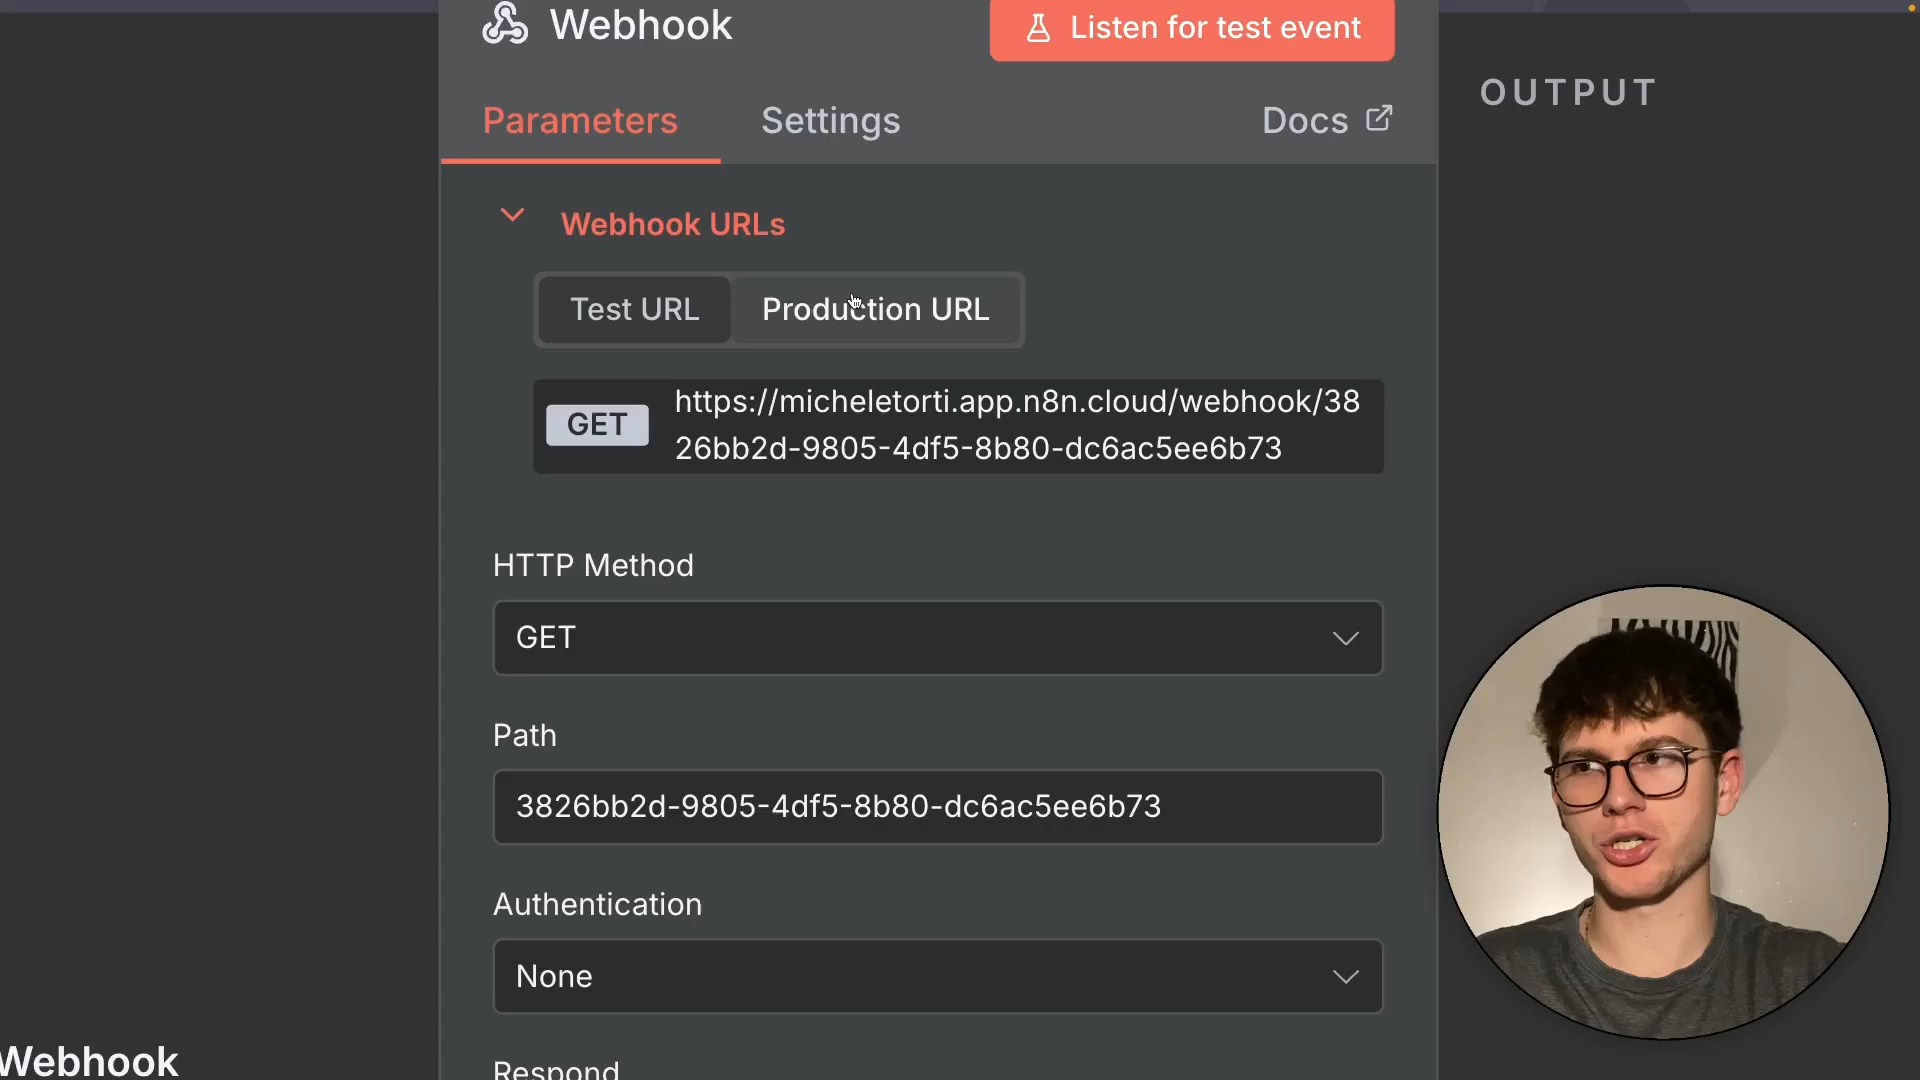 Webhook
Listen for test event
OUTPUT
Parameters
Settings
Docs
Webhook URLs
Test URL
Production URL
GET
https://micheletorti.app.n8n.cloud/webhook/38
26bb2d-9805-4df5-8b80-dc6ac5ee6b73
HTTP Method
GET
Path
3826bb2d-9805-4df5-8b80-dc6ac5ee6b73
Authentication
None
Webhook
Respond